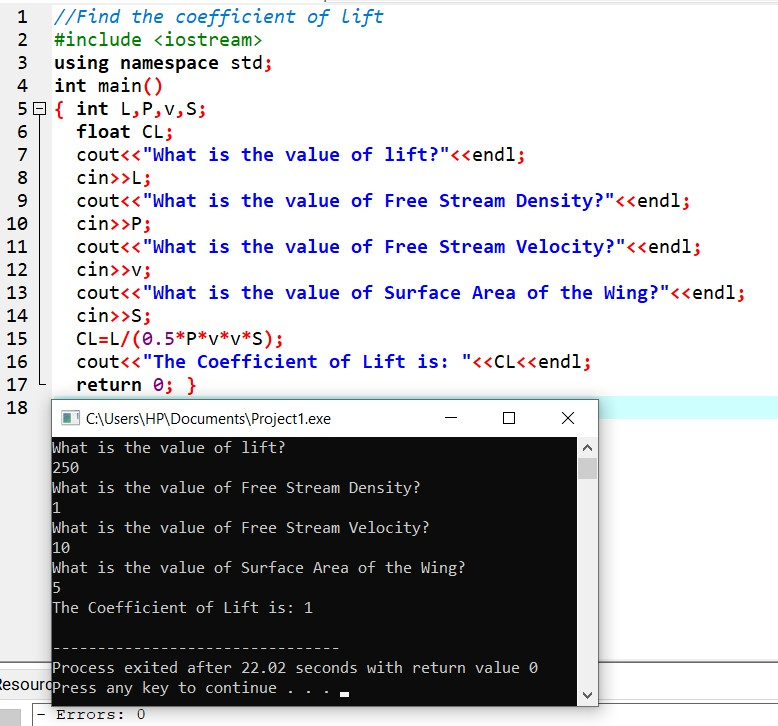 1 //Find the coefficient of lift
2 #include <iostream>
3 using namespace std;
4 int main()
5 { int L,P,v,S;
6 float CL;
7 cout<<"What is the value of lift?"<<endl;
8 cin>>L;
9 cout<<"What is the value of Free Stream Density?"<<endl;
10 cin>>P;
11 cout<<"What is the value of Free Stream Velocity?"<<endl;
12 cin>>v;
13 cout<<"What is the value of Surface Area of the Wing?"<<endl;
14 cin>>S;
15 CL=L/(0.5*P*v*v*S);
16 cout<<"The Coefficient of Lift is: "<<CL<<endl;
17 return 0; }
18
C:\Users\HP\Documents\Project1.exe
What is the value of lift?
250
What is the value of Free Stream Density?
1
What is the value of Free Stream Velocity?
10
What is the value of Surface Area of the Wing?
5
The Coefficient of Lift is: 1
--------------------------------
Process exited after 22.02 seconds with return value 0
Press any key to continue . . .
- Errors: 0